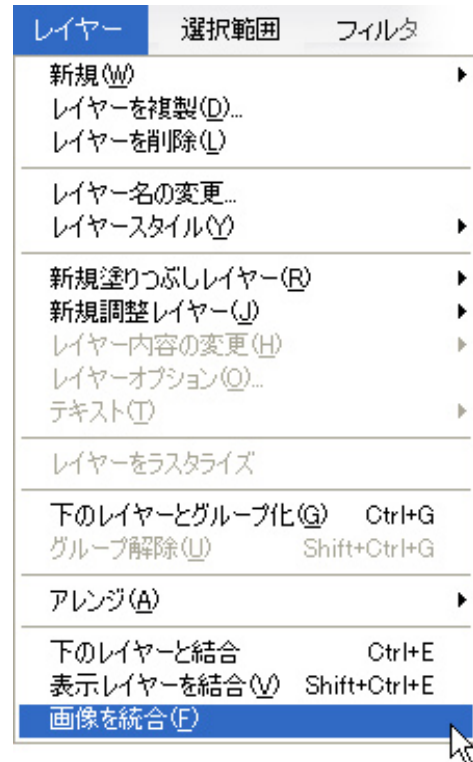 レイヤー 選択範囲 フィルタ
新規(W)
レイヤーを複製(D)...
レイヤーを削除(L)
レイヤー名の変更...
レイヤースタイル(Y)
新規塗りつぶしレイヤー(R)
新規調整レイヤー(J)
レイヤー内容の変更(H)
レイヤーオプション(O)...
テキスト(T)
レイヤーをラスタライズ
下のレイヤーとグループ化(G) Ctrl+G
グループ解除(U) Shift+Ctrl+G
アレンジ(A)
下のレイヤーと結合 Ctrl+E
表示レイヤーを結合(V) Shift+Ctrl+E
画像を統合(F)